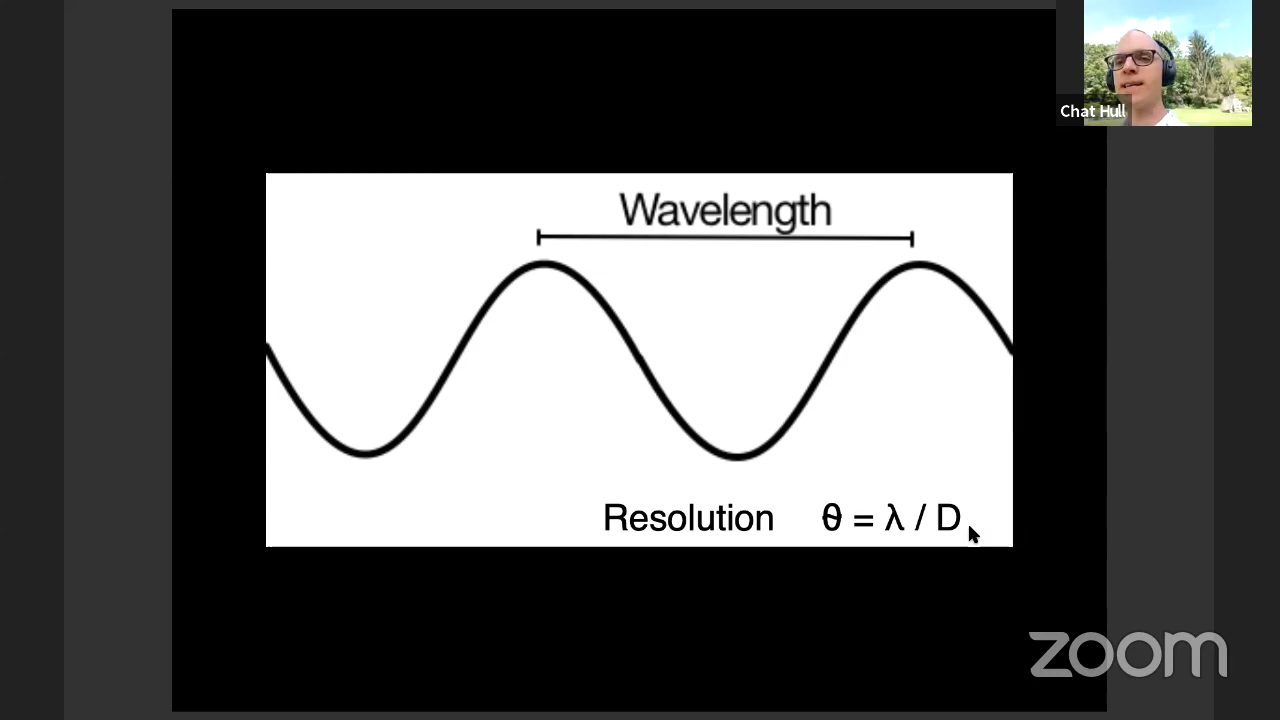 Chat Hull
Wavelength
Resolution θ = λ / D
zoom